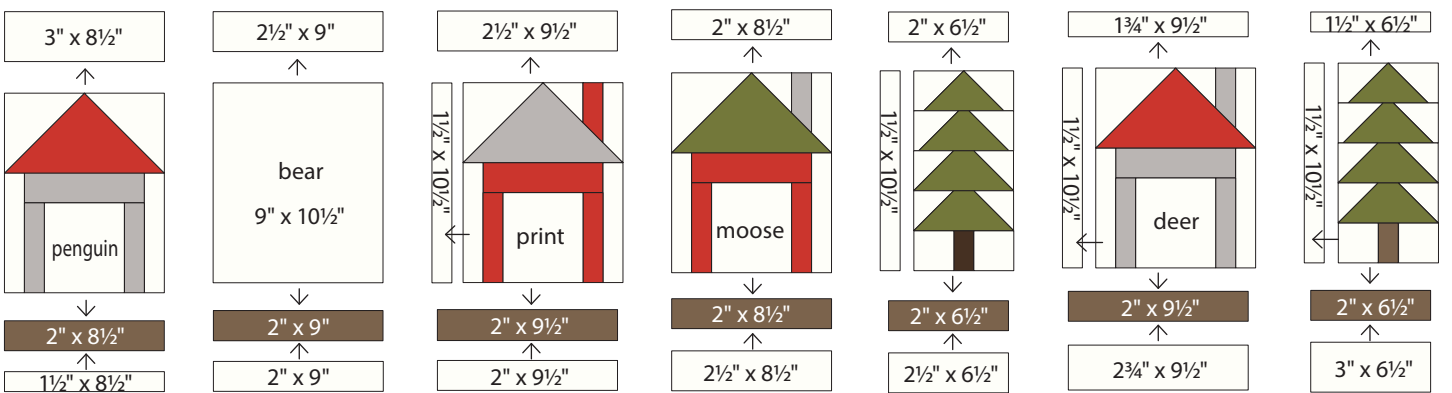 3" x 8½"
penguin
2" x 8½"
1½" x 8½"
2½" x 9"
bear
9" x 10½"
2" x 9"
2" x 9"
2½" x 9½"
1½" x 10½"
print
2" x 9½"
2" x 9½"
2" x 8½"
moose
2" x 8½"
2½" x 8½"
2" x 6½"
1½" x 10½"
2" x 6½"
2½" x 6½"
1¾" x 9½"
1½" x 10½"
deer
2" x 9½"
2¾" x 9½"
1½" x 6½"
1½" x 10½"
2" x 6½"
3" x 6½"